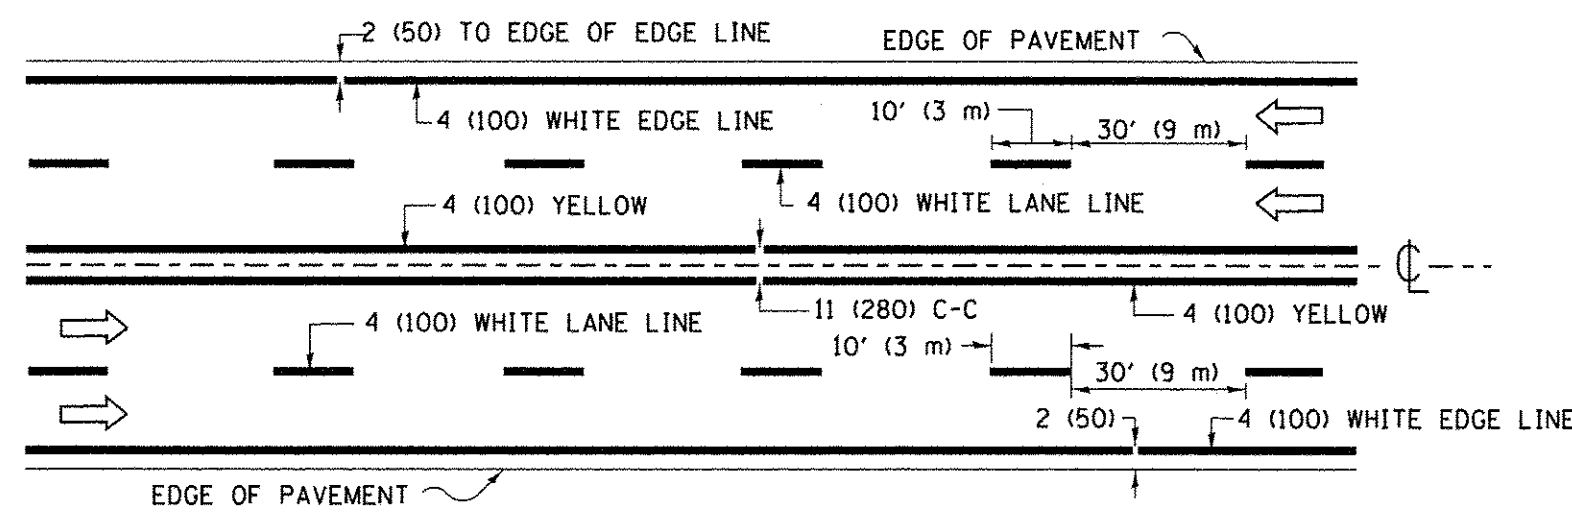 2 (50) TO EDGE OF EDGE LINE
EDGE OF PAVEMENT
4 (100) WHITE EDGE LINE
10' (3 m)
30' (9 m)
4 (100) YELLOW
4 (100) WHITE LANE LINE
CL
11 (280) C-C
4 (100) YELLOW
4 (100) WHITE LANE LINE
10' (3 m)
30' (9 m)
2 (50)
4 (100) WHITE EDGE LINE
EDGE OF PAVEMENT